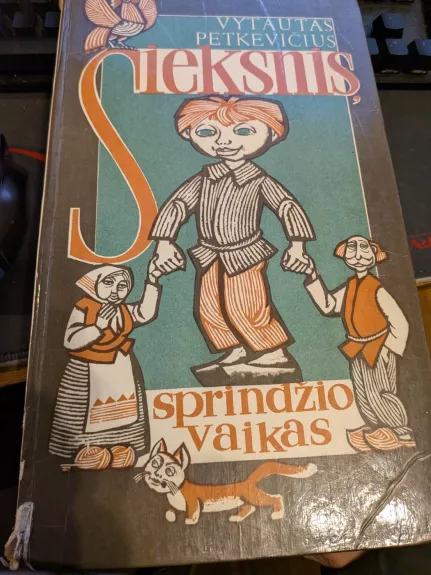 VYTAUTAS
PETKEVIČIUS
Sieksnis,
sprindžio
vaikas